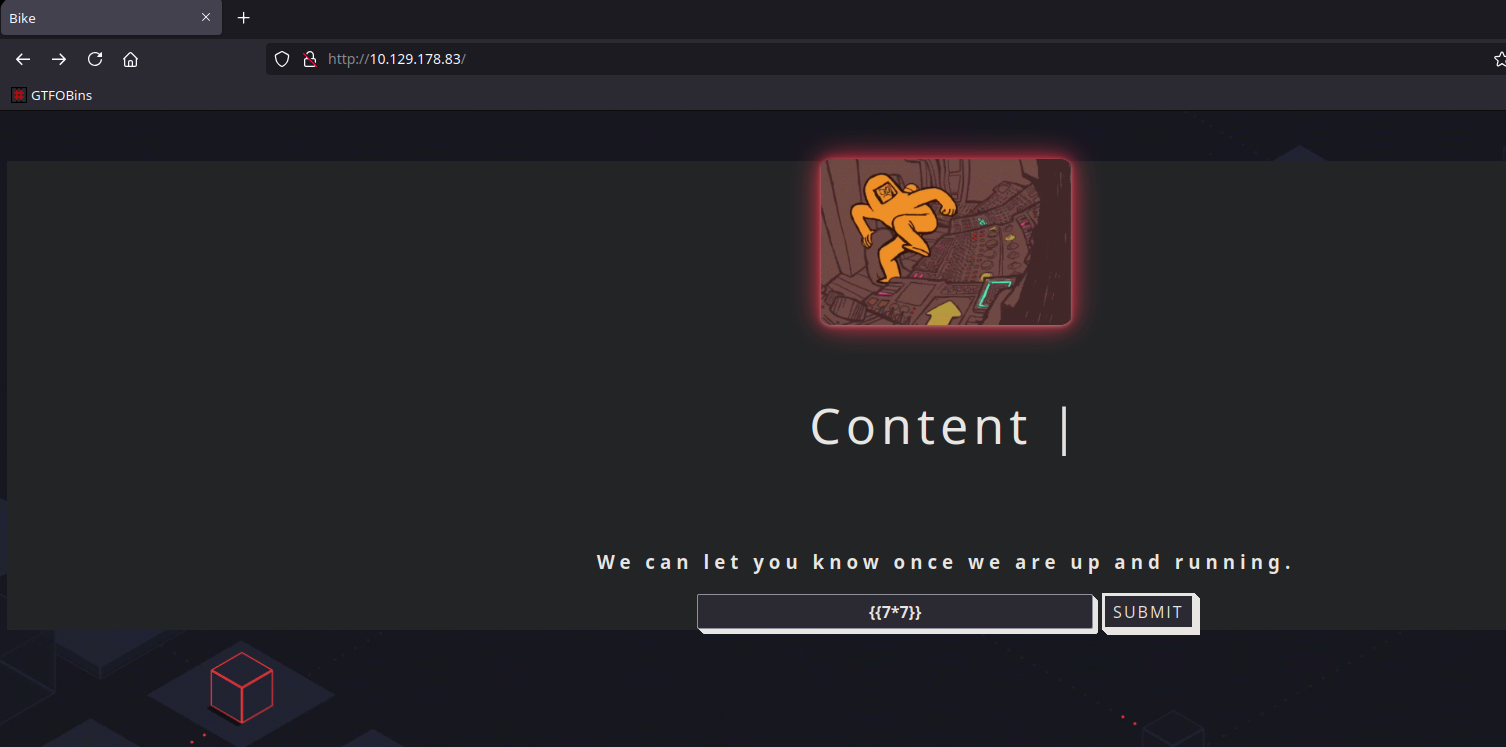 Bike
http://10.129.178.83/
GTFOBins
Content |
We can let you know once we are up and running.
{{7*7}} SUBMIT